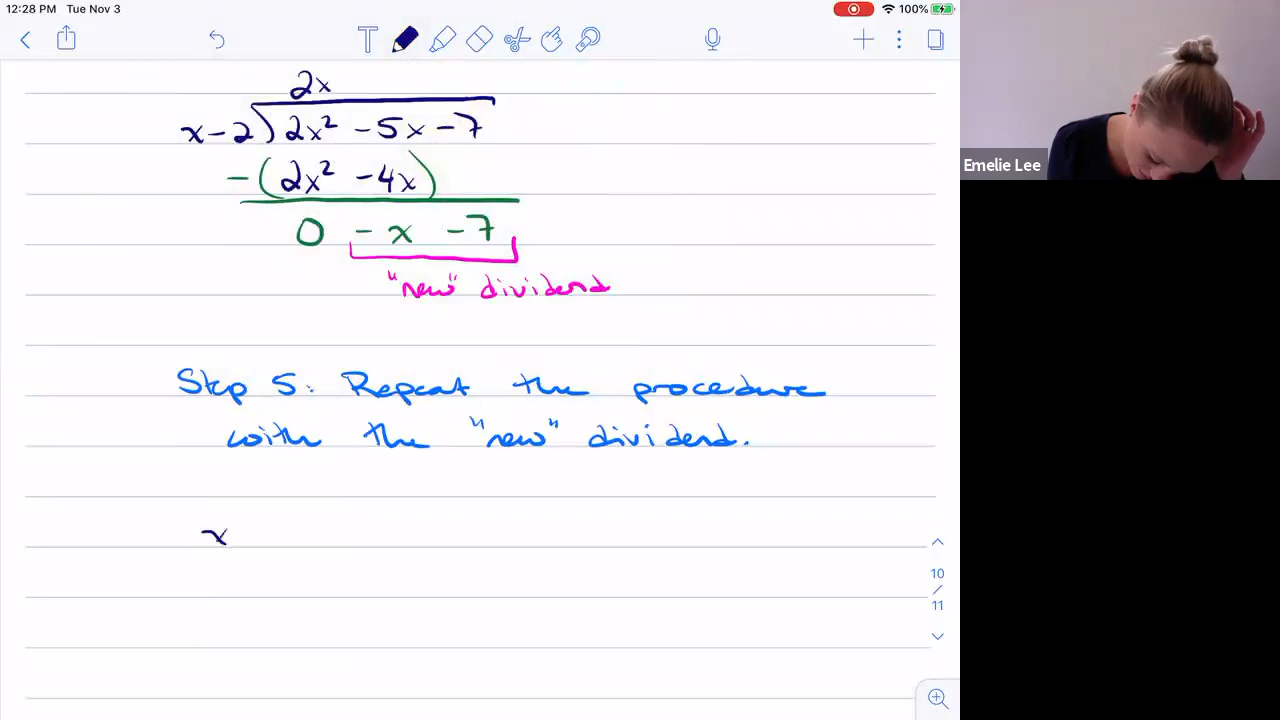 12:28 PM Tue Nov 3
100%
T
2x
x-2)2x² -5x -7
-(2x² -4x)
0 -x -7
"new" dividend
Emelie Lee
Step 5: Repeat the procedure
with the "new" dividend.
x
10
/
11